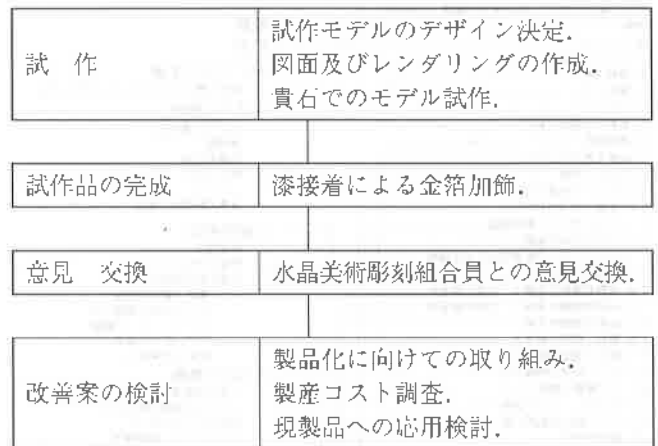 試作モデルのデザイン決定.
試　作
図面及びレンダリングの作成.
貴石でのモデル試作.
試作品の完成
漆接着による金箔加飾.
意見　交換
水晶美術彫刻組合員との意見交換.
製品化に向けての取り組み.
改善案の検討
製産コスト調査.
現製品への応用検討.